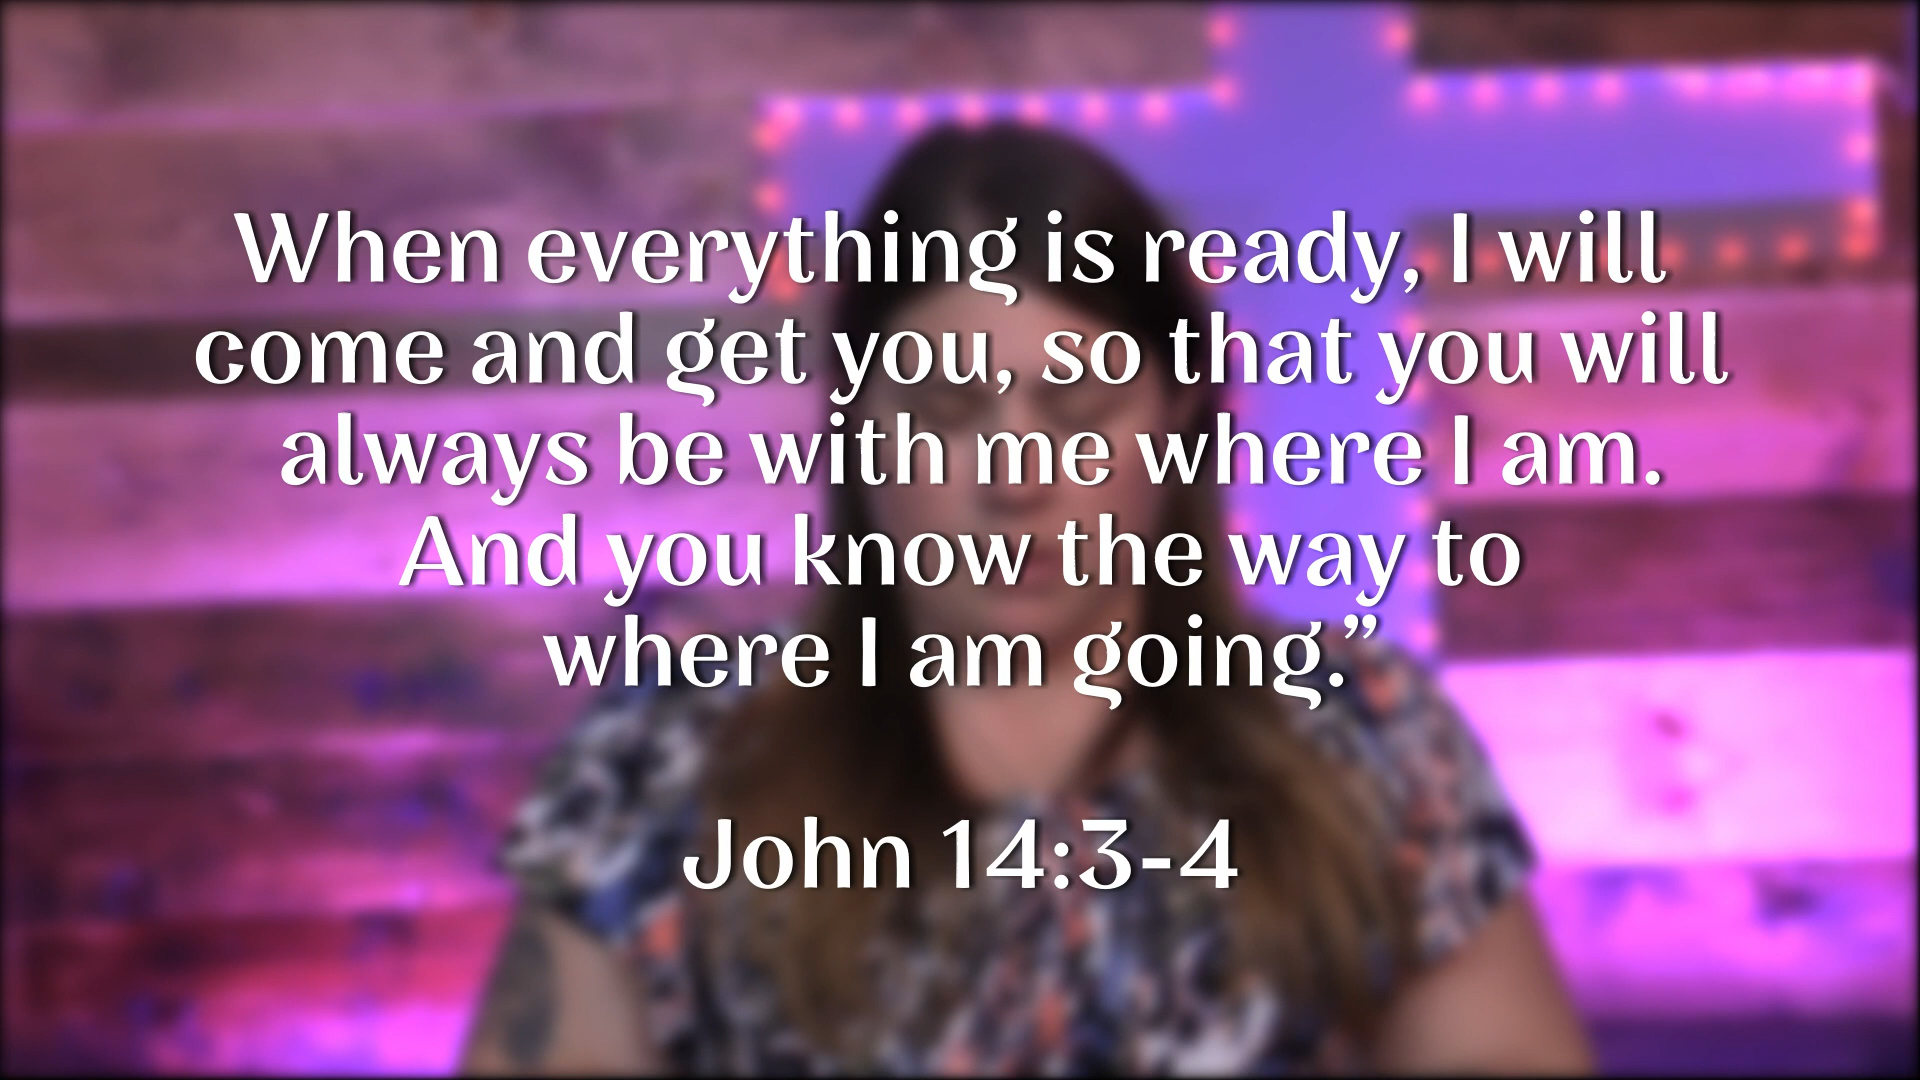 When everything is ready, I will
come and get you, so that you will
always be with me where I am.
And you know the way to
where I am going.”
John 14:3-4